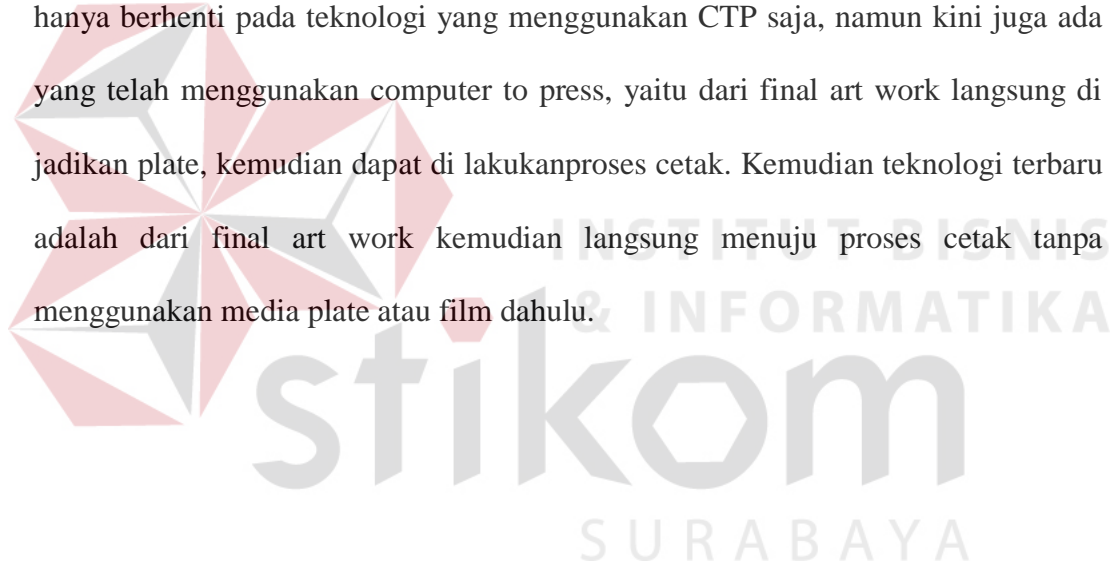 hanya berhenti pada teknologi yang menggunakan CTP saja, namun kini juga ada
yang telah menggunakan computer to press, yaitu dari final art work langsung di
jadikan plate, kemudian dapat di lakukanproses cetak. Kemudian teknologi terbaru
adalah dari final art work kemudian langsung menuju proses cetak tanpa
menggunakan media plate atau film dahulu.
INSTITUT BISNIS
& INFORMATIKA
stikom
SURABAYA